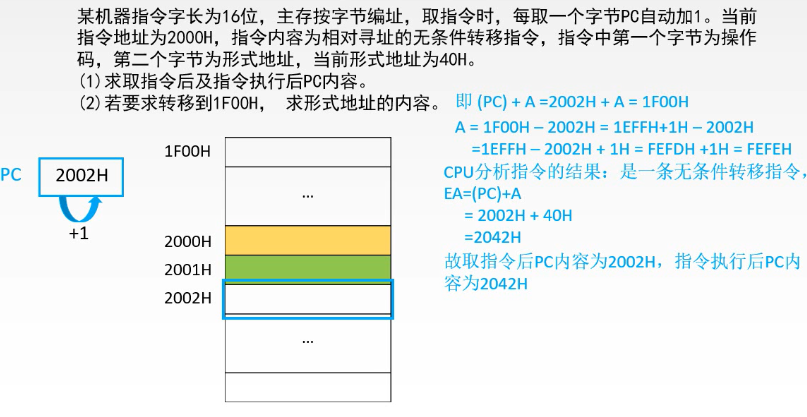 某机器指令字长为16位，主存按字节编址，取指令时，每取一个字节PC自动加1。当前
指令地址为2000H，指令内容为相对寻址的无条件转移指令，指令中第一个字节为操作
码，第二个字节为形式地址，当前形式地址为40H。
(1)求取指令后及指令执行后PC内容。
(2)若要求转移到1F00H， 求形式地址的内容。
即 (PC) + A =2002H + A = 1F00H
A = 1F00H – 2002H = 1EFFH+1H – 2002H
=1EFFH – 2002H + 1H = FEFDH +1H = FEFEH
CPU分析指令的结果：是一条无条件转移指令，
EA=(PC)+A
= 2002H + 40H
=2042H
故取指令后PC内容为2002H，指令执行后PC内
容为2042H
PC
2002H
+1
1F00H
...
2000H
2001H
2002H
...